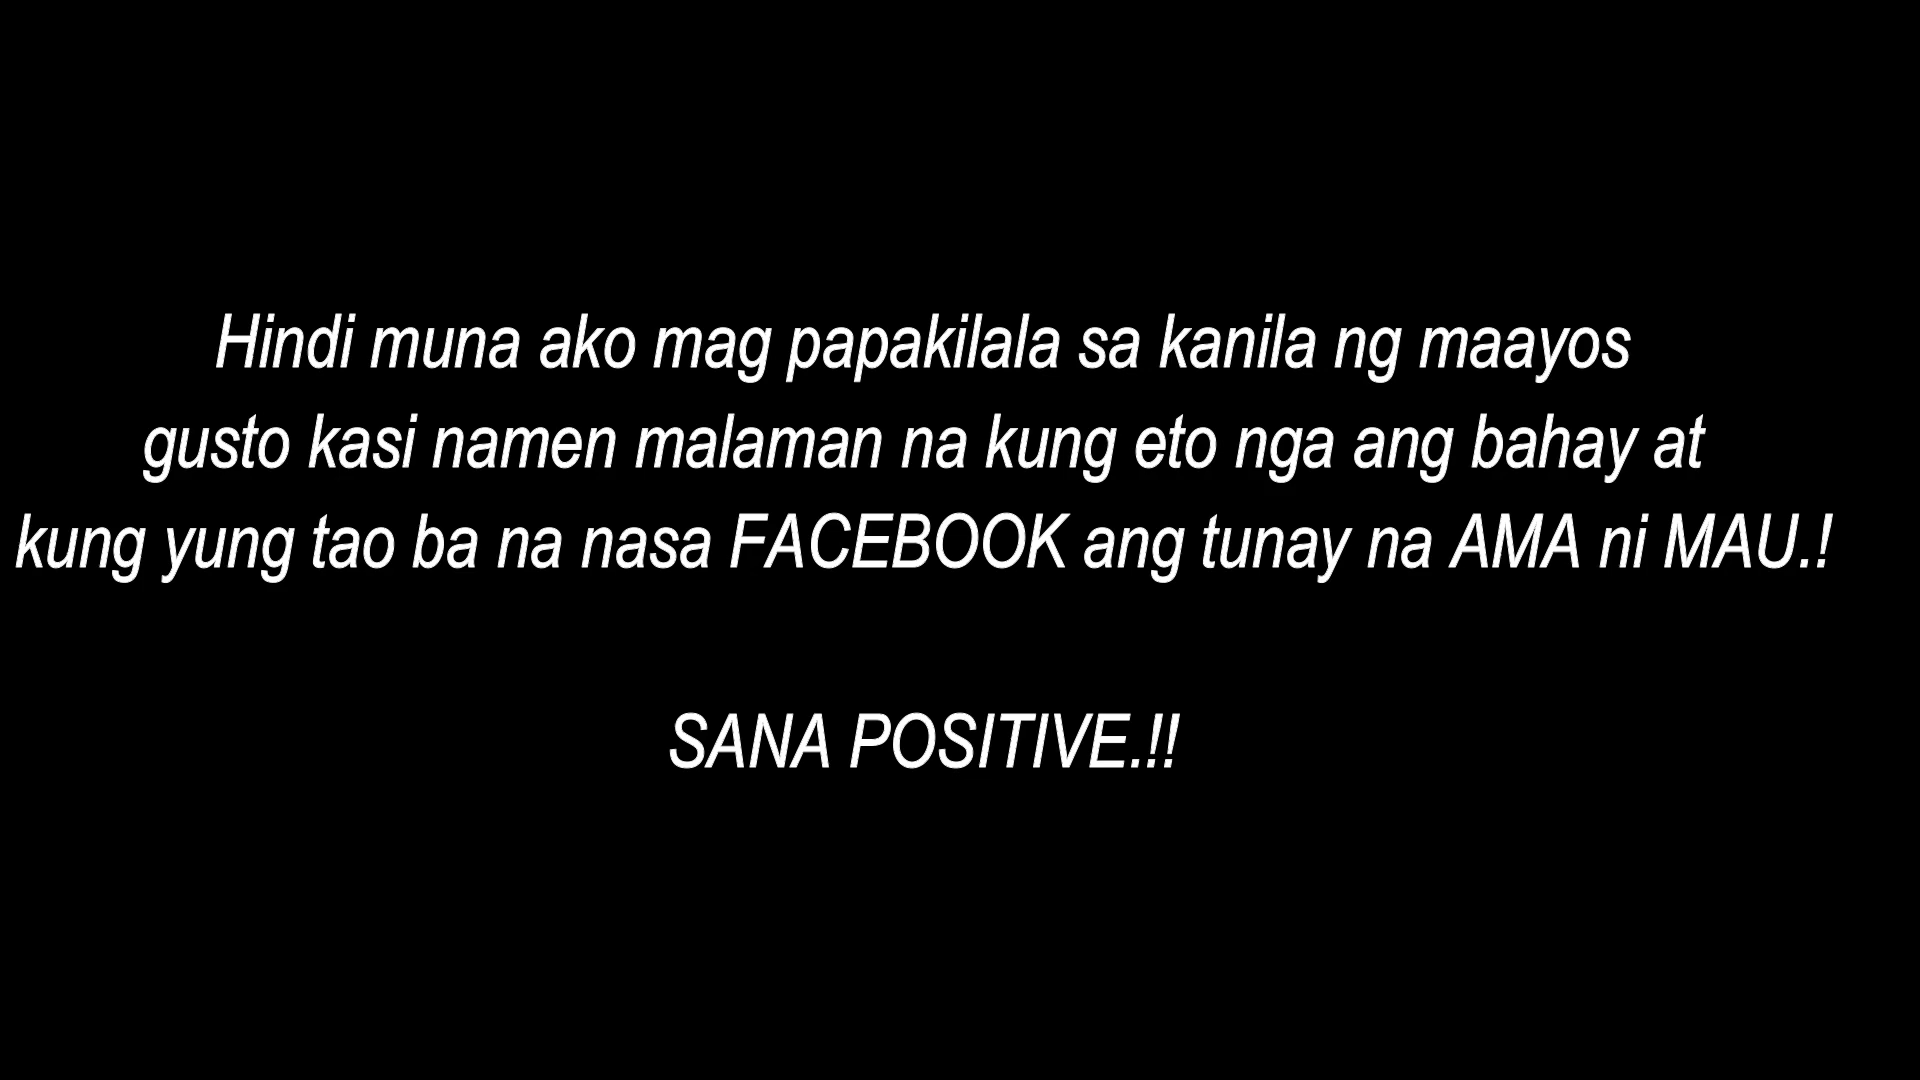 Hindi muna ako mag papakilala sa kanila ng maayos
gusto kasi namen malaman na kung eto nga ang bahay at
kung yung tao ba na nasa FACEBOOK ang tunay na AMA ni MAU.!
SANA POSITIVE.!!